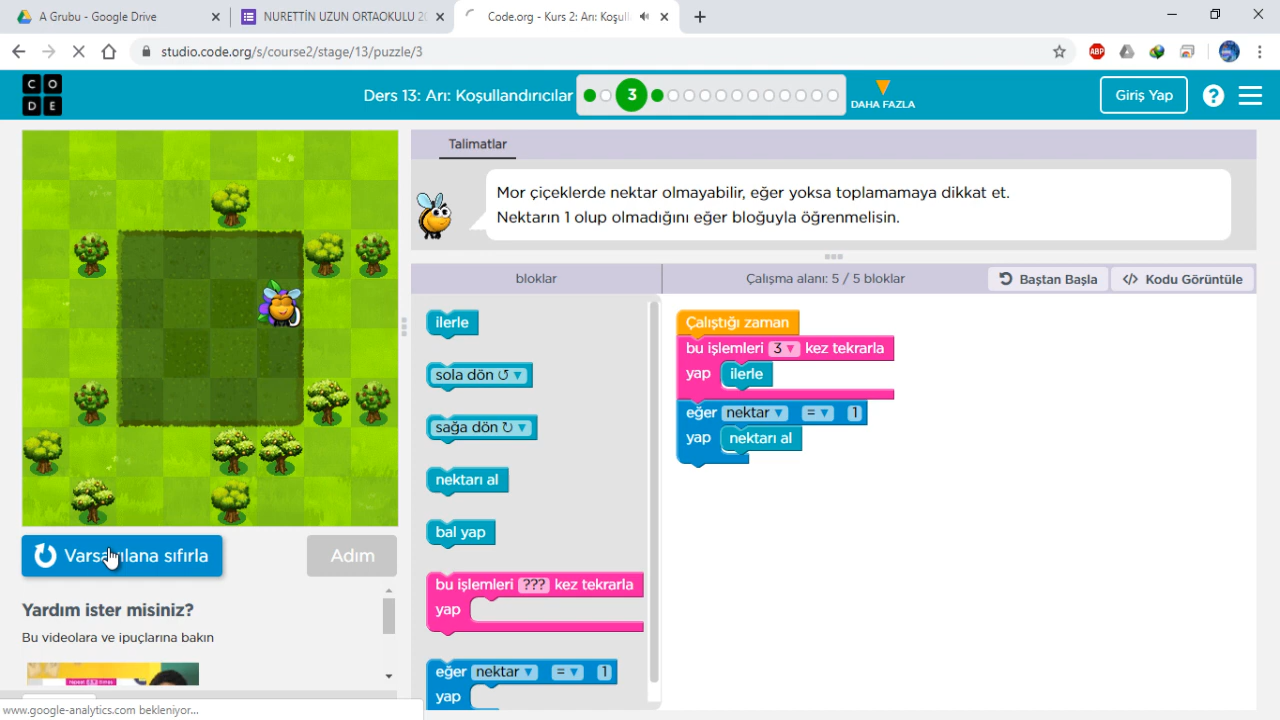 A Grubu - Google Drive
NURETTİN UZUN ORTAOKULU 20
Code.org - Kurs 2: Arı: Koşull
studio.code.org/s/course2/stage/13/puzzle/3
ABP
C O
D E
Ders 13: Arı: Koşullandırıcılar
3
DAHA FAZLA
Giriş Yap
?
Talimatlar
Mor çiçeklerde nektar olmayabilir, eğer yoksa toplamamaya dikkat et.
Nektarın 1 olup olmadığını eğer bloğuyla öğrenmelisin.
bloklar
Çalışma alanı: 5 / 5 bloklar
Baştan Başla
</> Kodu Görüntüle
ilerle
sola dön ↺ ▼
sağa dön ↻ ▼
nektarı al
bal yap
bu işlemleri ??? kez tekrarla
yap
eğer nektar ▼ = ▼ 1
yap
Çalıştığı zaman
bu işlemleri 3 ▼ kez tekrarla
yap ilerle
eğer nektar ▼ = ▼ 1
yap nektarı al
0
Varsayılana sıfırla
Adım
Yardım ister misiniz?
Bu videolara ve ipuçlarına bakın
www.google-analytics.com bekleniyor...